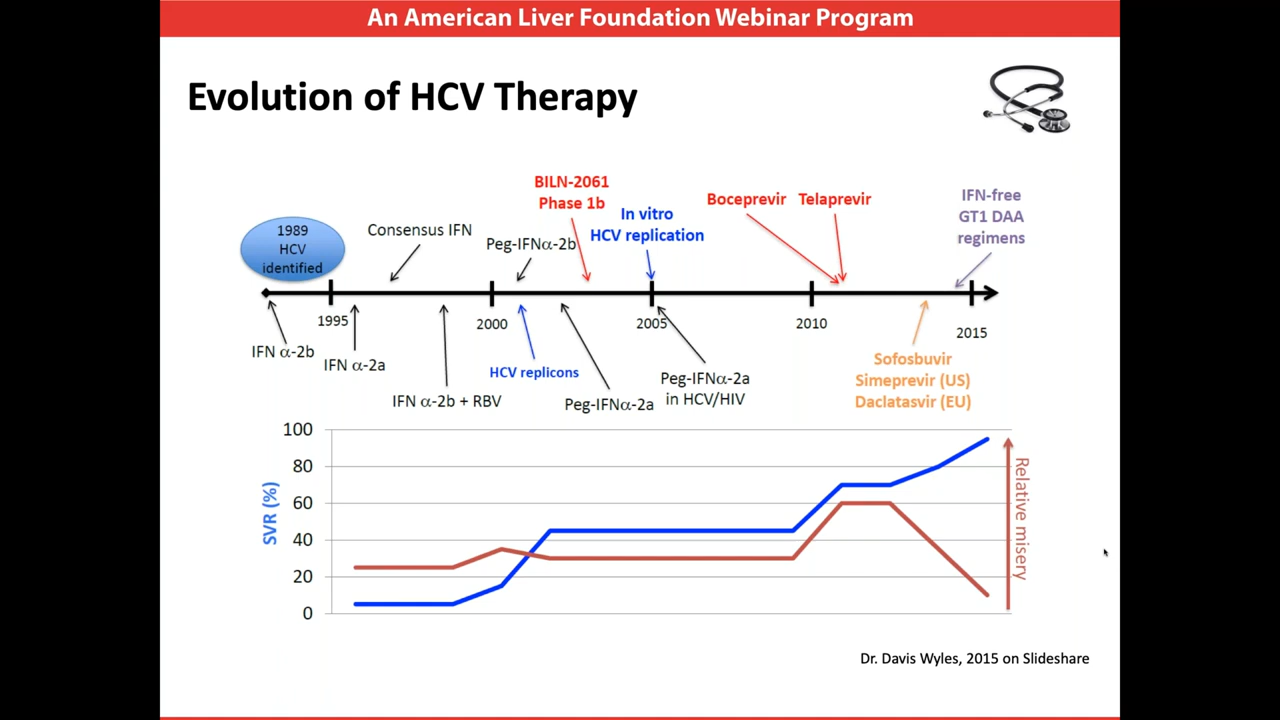 An American Liver Foundation Webinar Program
Evolution of HCV Therapy
BILN-2061
Phase 1b
In vitro
HCV replication
Boceprevir
Telaprevir
IFN-free
GT1 DAA
regimens
1989
HCV
identified
Consensus IFN
Peg-IFNα-2b
1995
2000
2005
2010
2015
IFN α-2b
IFN α-2a
IFN α-2b + RBV
HCV replicons
Peg-IFNα-2a
Peg-IFNα-2a
in HCV/HIV
Sofosbuvir
Simeprevir (US)
Daclatasvir (EU)
SVR (%)
100
80
60
40
20
0
Relative misery
Dr. Davis Wyles, 2015 on Slideshare